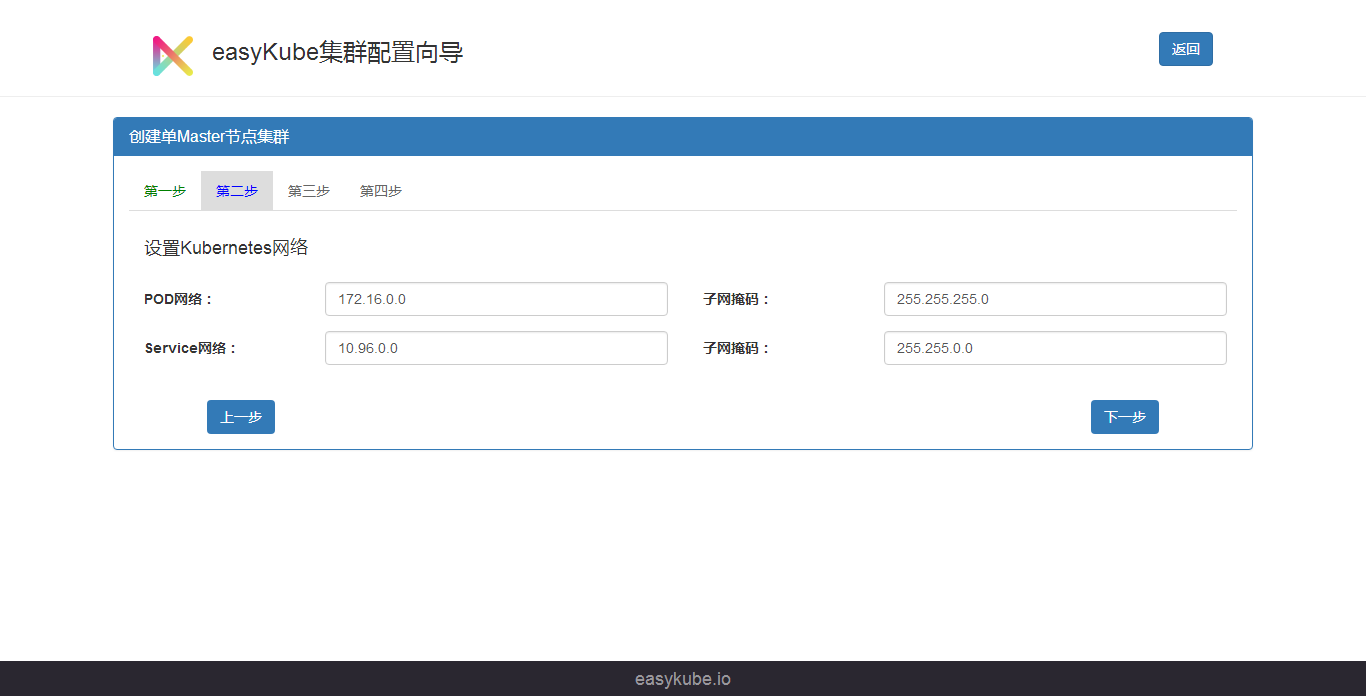 easyKube集群配置向导
返回
创建单Master节点集群
第一步 第二步 第三步 第四步
设置Kubernetes网络
POD网络： 172.16.0.0 子网掩码： 255.255.255.0
Service网络： 10.96.0.0 子网掩码： 255.255.0.0
上一步 下一步
easykube.io